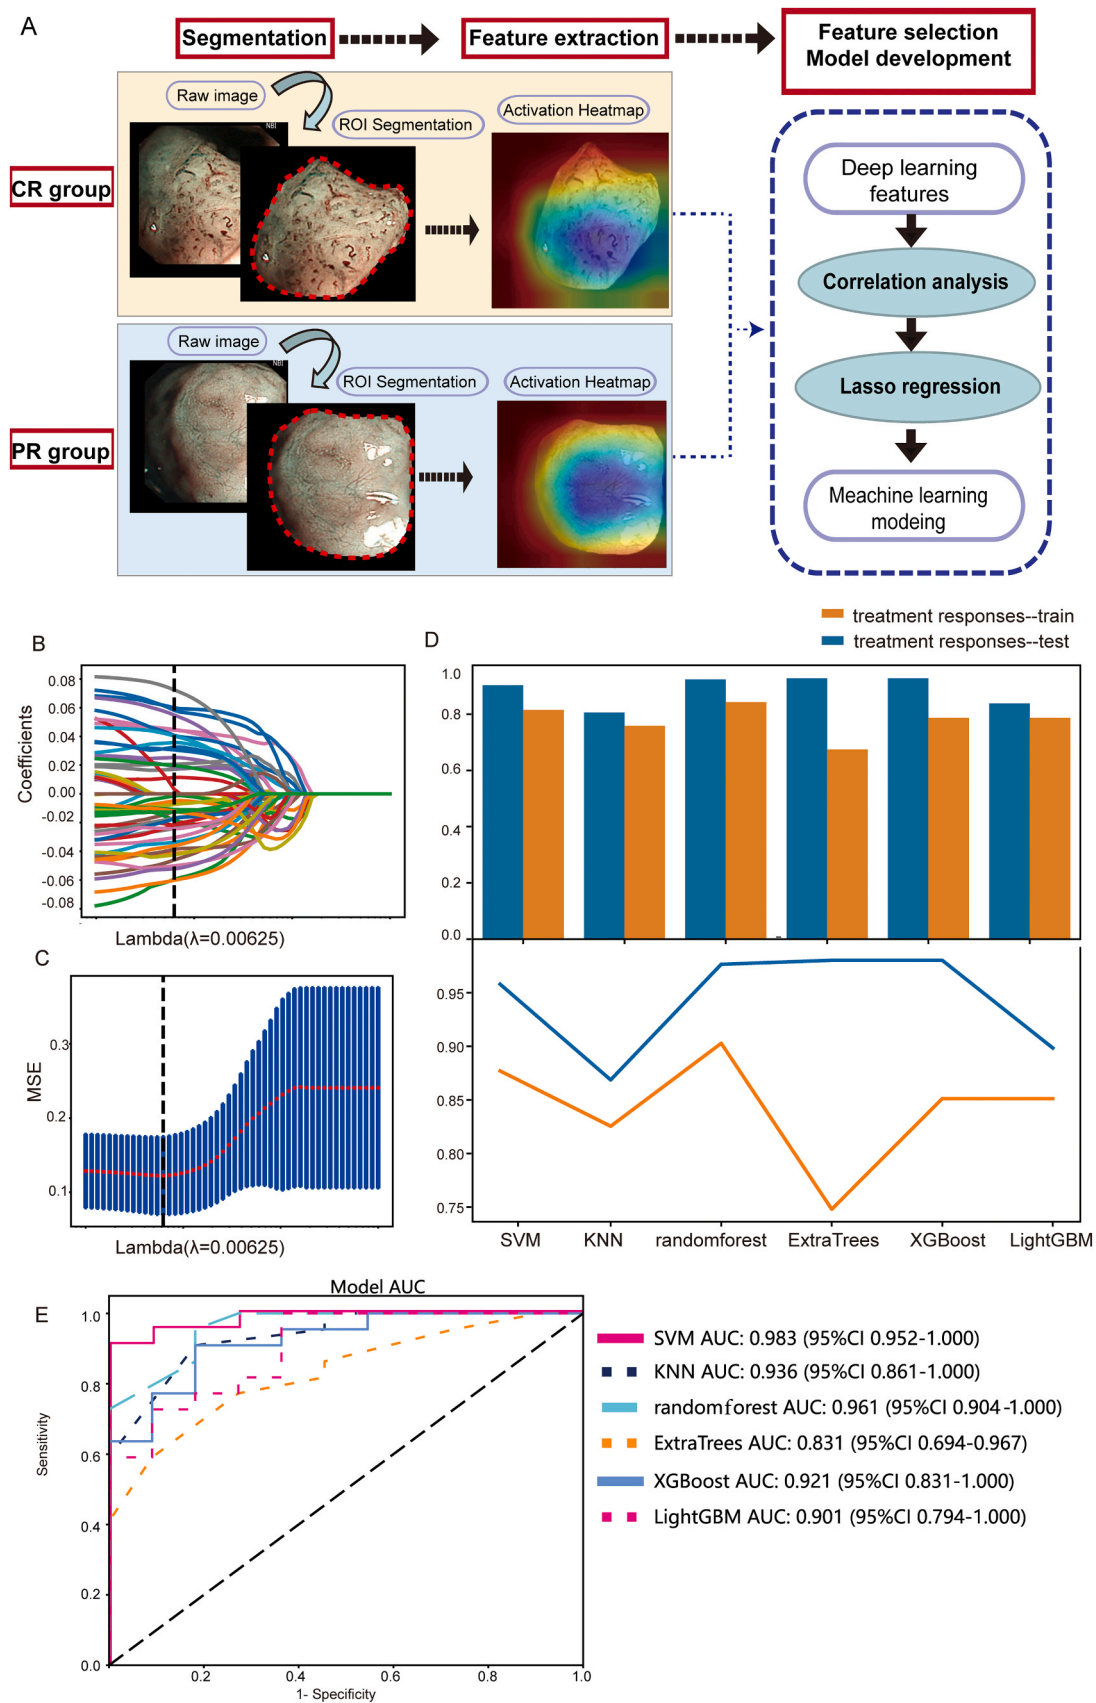 A
Segmentation
Feature extraction
Feature selection
Model development
CR group
Raw image
NBI
ROI Segmentation
Activation Heatmap
PR group
Raw image
NBI
ROI Segmentation
Activation Heatmap
Deep learning
features
Correlation analysis
Lasso regression
Meachine learning
modeing
B
Coefficients
0.08
0.06
0.04
0.02
0.00
-0.02
-0.04
-0.06
-0.08
Lambda(λ=0.00625)
C
MSE
0.3
0.2
0.1
Lambda(λ=0.00625)
D
treatment responses--train
treatment responses--test
1.0
0.8
0.6
0.4
0.2
0.0
0.95
0.90
0.85
0.80
0.75
SVM
KNN
randomforest
ExtraTrees
XGBoost
LightGBM
E
Model AUC
Sensitivity
1.0
0.8
0.6
0.4
0.2
0.0
0.2
0.4
0.6
0.8
1.0
1- Specificity
SVM AUC: 0.983 (95%CI 0.952-1.000)
KNN AUC: 0.936 (95%CI 0.861-1.000)
randomforest AUC: 0.961 (95%CI 0.904-1.000)
ExtraTrees AUC: 0.831 (95%CI 0.694-0.967)
XGBoost AUC: 0.921 (95%CI 0.831-1.000)
LightGBM AUC: 0.901 (95%CI 0.794-1.000)